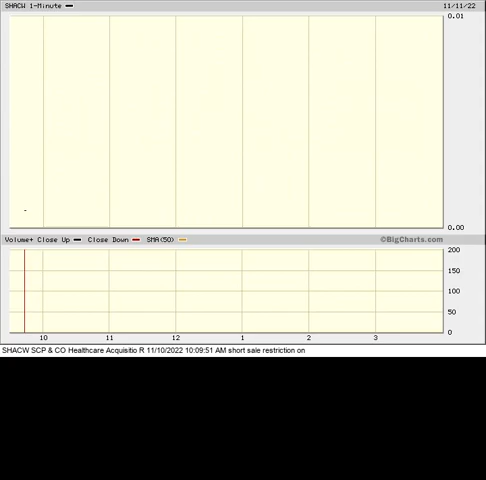 SHACW 1-Minute
11/11/22
0.01
0.00
Volume+ Close Up Close Down SMA(50)
©BigCharts.com
200
150
100
50
0
10 11 12 1 2 3
SHACW SCP & CO Healthcare Acquisitio R 11/10/2022 10:09:51 AM short sale restriction on